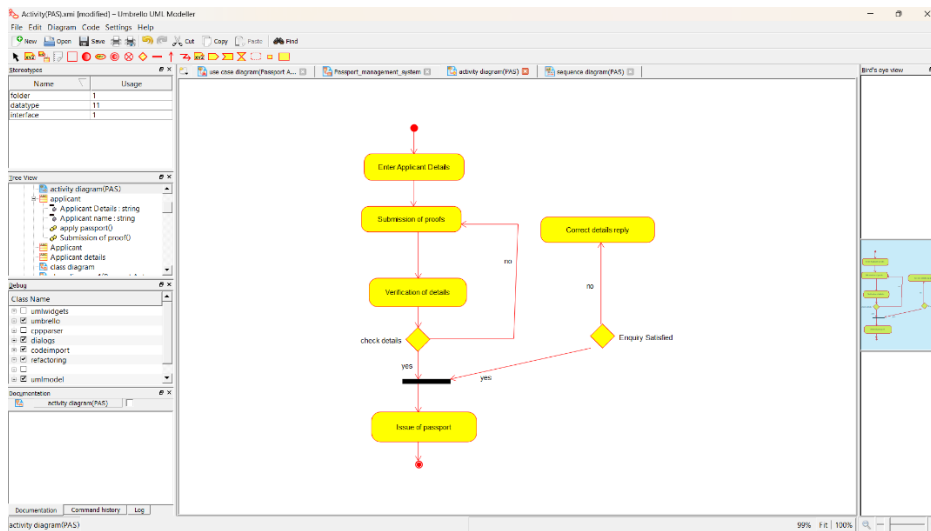 Activity(PAS).xmi [modified] – Umbrello UML Modeller
File Edit Diagram Code Settings Help
New Open Save Cut Copy Paste Find
Stereotypes
Name Usage
folder 1
datatype 11
interface 1
Tree View
activity diagram(PAS)
applicant
Applicant Details : string
Applicant name : string
apply passport()
Submission of proof()
Applicant
Applicant details
class diagram
Debug
Class Name
umlwidgets
umbrello
cppparser
dialogs
codeimport
refactoring
umlmodel
Documentation
activity diagram(PAS)
Documentation Command history Log
activity diagram(PAS)
use case diagram(Passport A... Passport_management_system activity diagram(PAS) sequence diagram(PAS)
Enter Applicant Details
Submission of proofs
Correct details reply
no
no
Verification of details
check details
Enquiry Satisfied
yes
yes
Issue of passport
Bird's eye view
99% Fit 100%